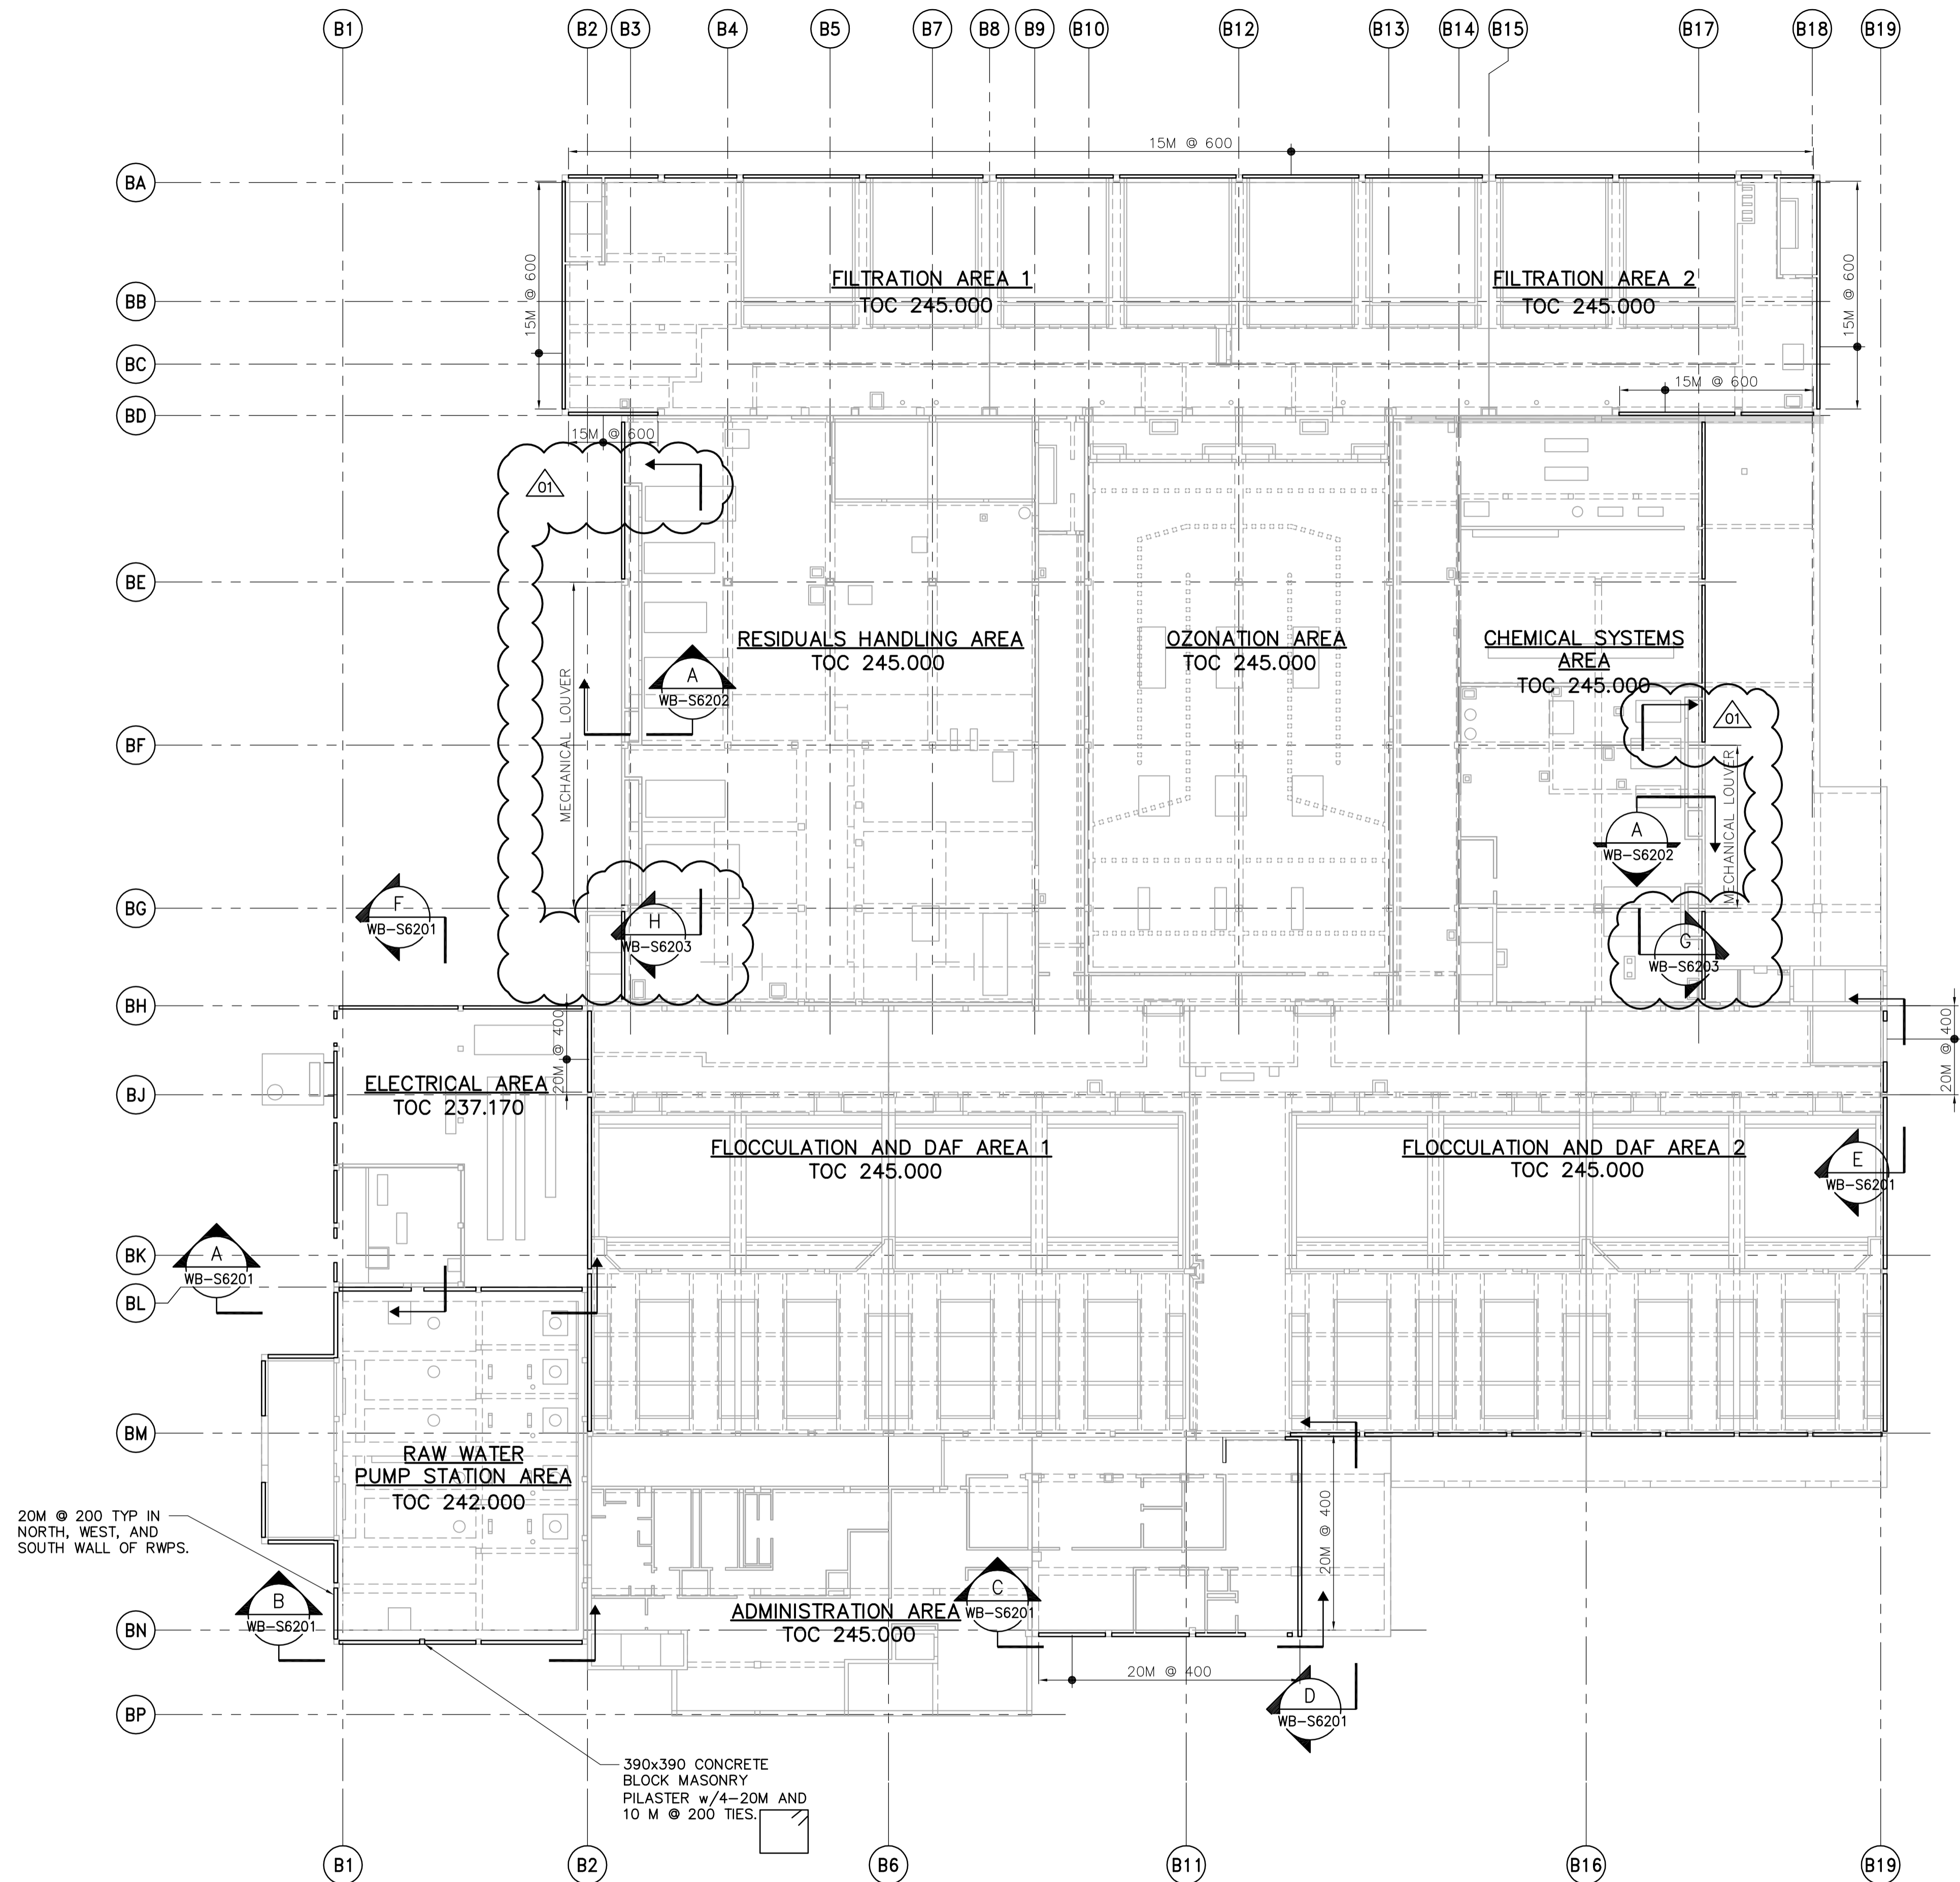 B1 B2 B3 B4 B5 B7 B8 B9 B10 B12 B13 B14 B15 B17 B18 B19
15M @ 600
BA
15M @ 600
15M @ 600
FILTRATION AREA 1
TOC 245.000
FILTRATION AREA 2
TOC 245.000
BB
BC
15M @ 600
BD
15M @ 600
01
BE
RESIDUALS HANDLING AREA
TOC 245.000
OZONATION AREA
TOC 245.000
CHEMICAL SYSTEMS
AREA
TOC 245.000
A
WB-S6202
MECHANICAL LOUVER
01
BF
MECHANICAL LOUVER
A
WB-S6202
BG
F
WB-S6201
H
WB-S6203
G
WB-S6203
BH
20M @ 400
20M @ 400
ELECTRICAL AREA
TOC 237.170
BJ
FLOCCULATION AND DAF AREA 1
TOC 245.000
FLOCCULATION AND DAF AREA 2
TOC 245.000
E
WB-S6201
BK
A
WB-S6201
BL
BM
RAW WATER
PUMP STATION AREA
TOC 242.000
20M @ 200 TYP IN
NORTH, WEST, AND
SOUTH WALL OF RWPS.
20M @ 400
B
WB-S6201
C
WB-S6201
BN
ADMINISTRATION AREA
TOC 245.000
20M @ 400
D
WB-S6201
BP
390x390 CONCRETE
BLOCK MASONRY
PILASTER w/4-20M AND
10 M @ 200 TIES.
B1 B2 B6 B11 B16 B19